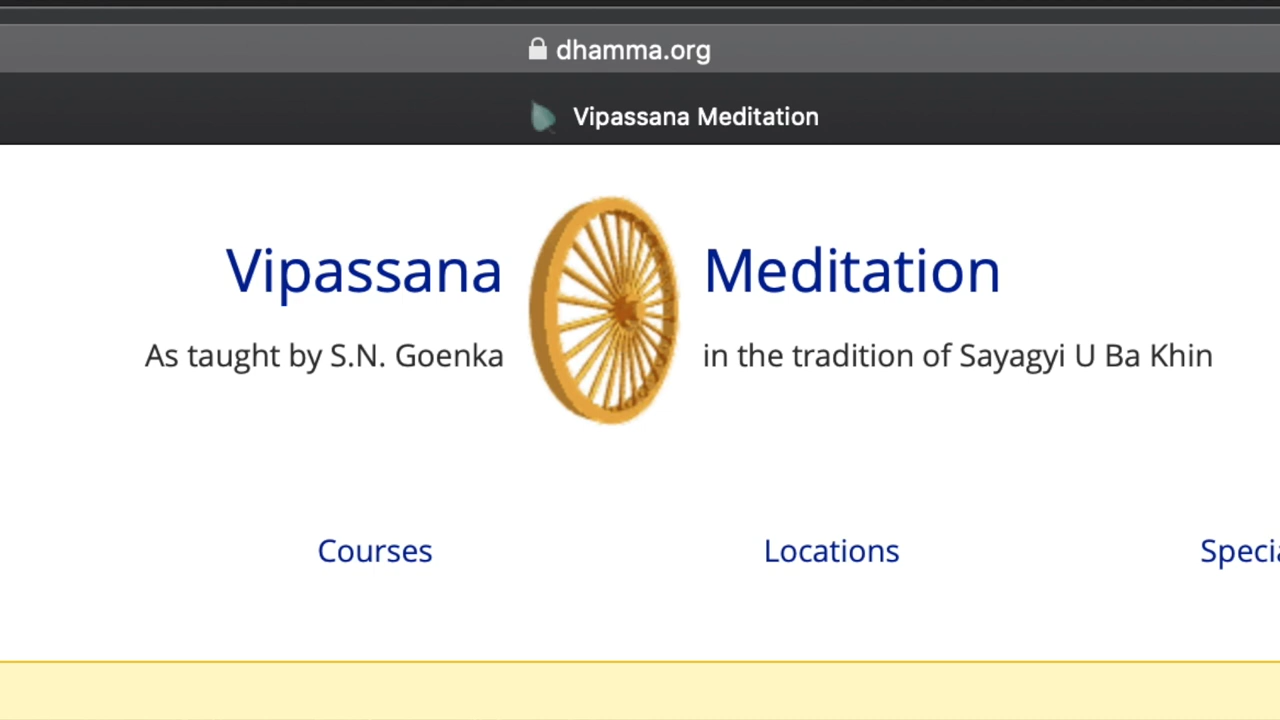 dhamma.org
Vipassana Meditation
Vipassana Meditation
As taught by S.N. Goenka in the tradition of Sayagyi U Ba Khin
Courses Locations